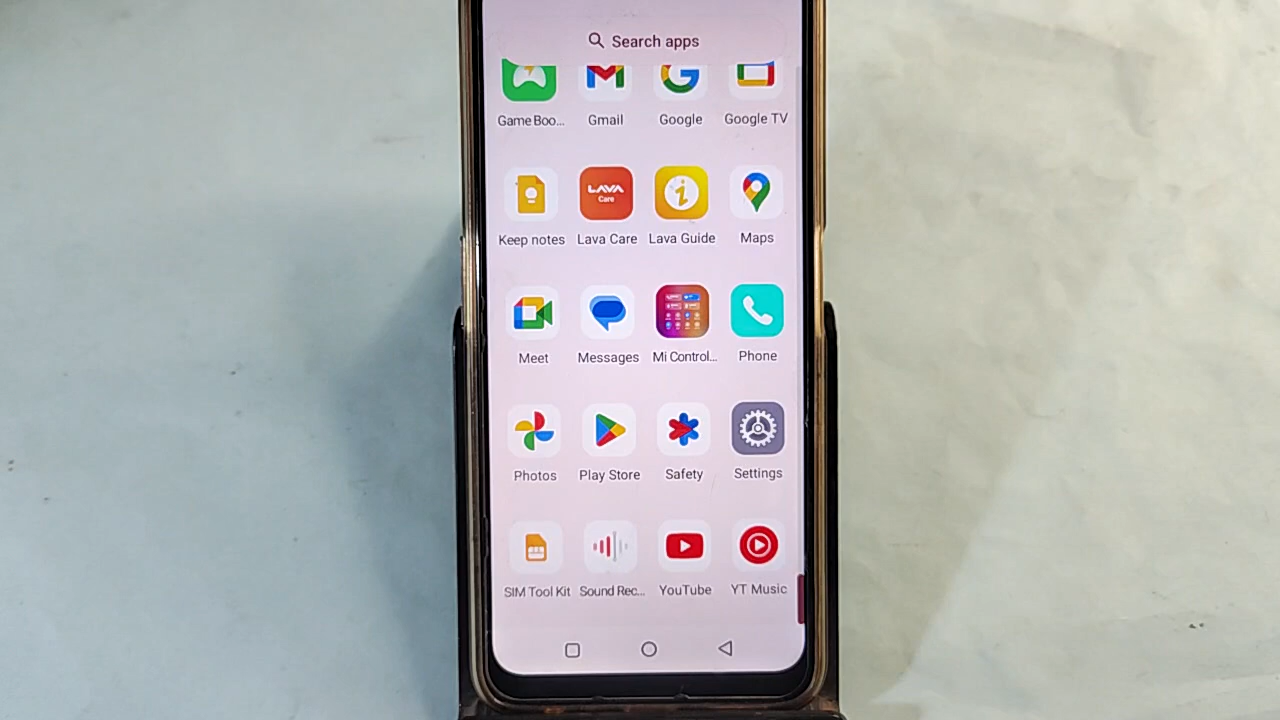 Search apps
Game Boo... Gmail Google Google TV
LAVA
Care
Keep notes Lava Care Lava Guide Maps
Meet Messages Mi Control... Phone
Photos Play Store Safety Settings
SIM Tool Kit Sound Rec... YouTube YT Music